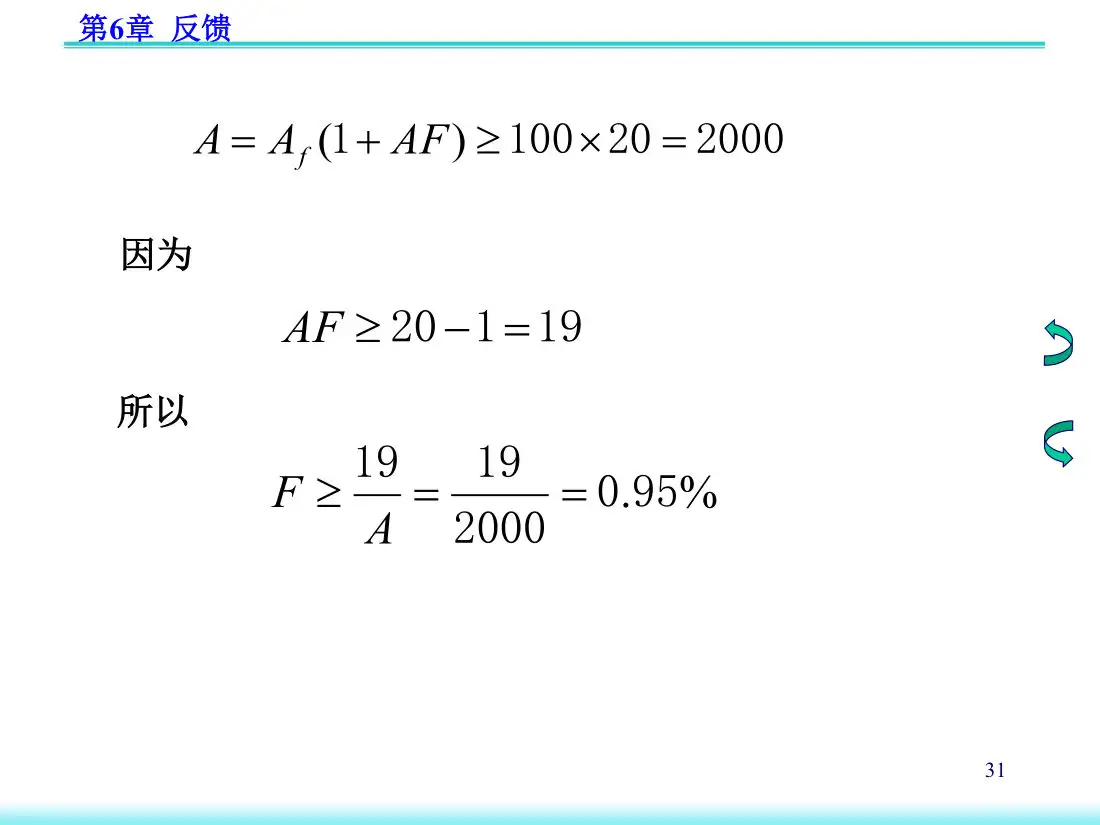 第6章 反馈
A = A_f (1 + AF) ≥ 100 × 20 = 2000
因为
AF ≥ 20 − 1 = 19
所以
F ≥ 19/A = 19/2000 = 0.95%
31